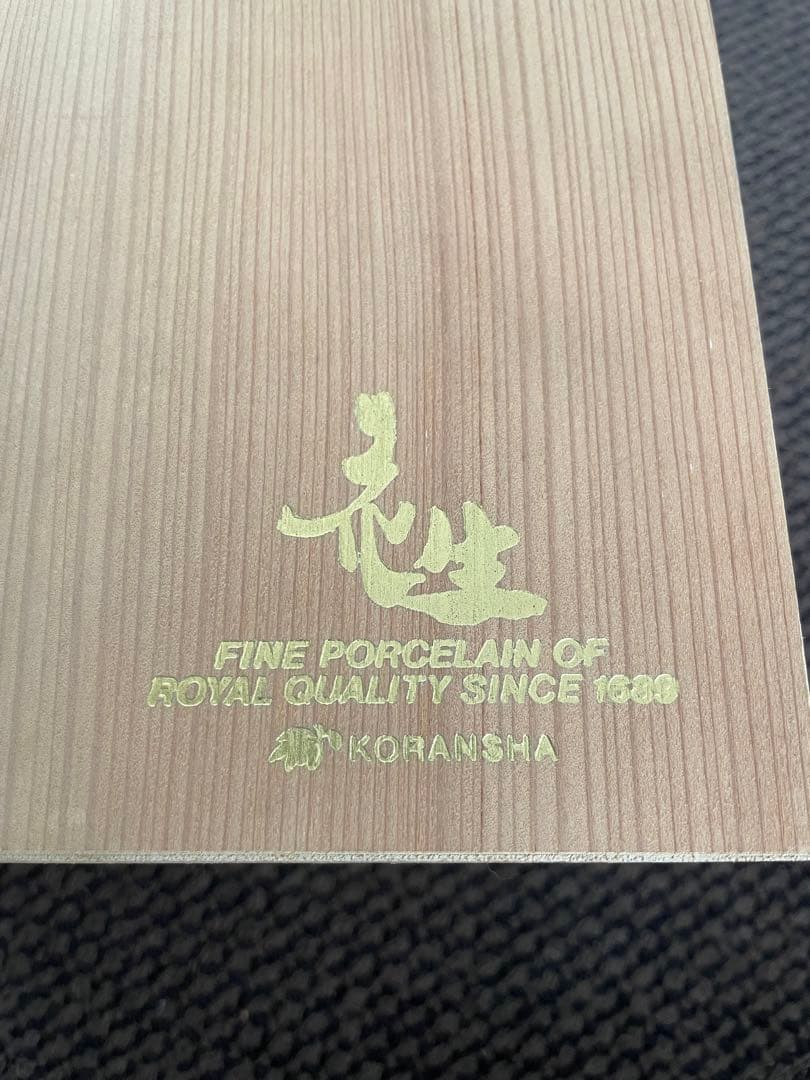 花生
FINE PORCELAIN OF
ROYAL QUALITY SINCE 1689
KORANSHA